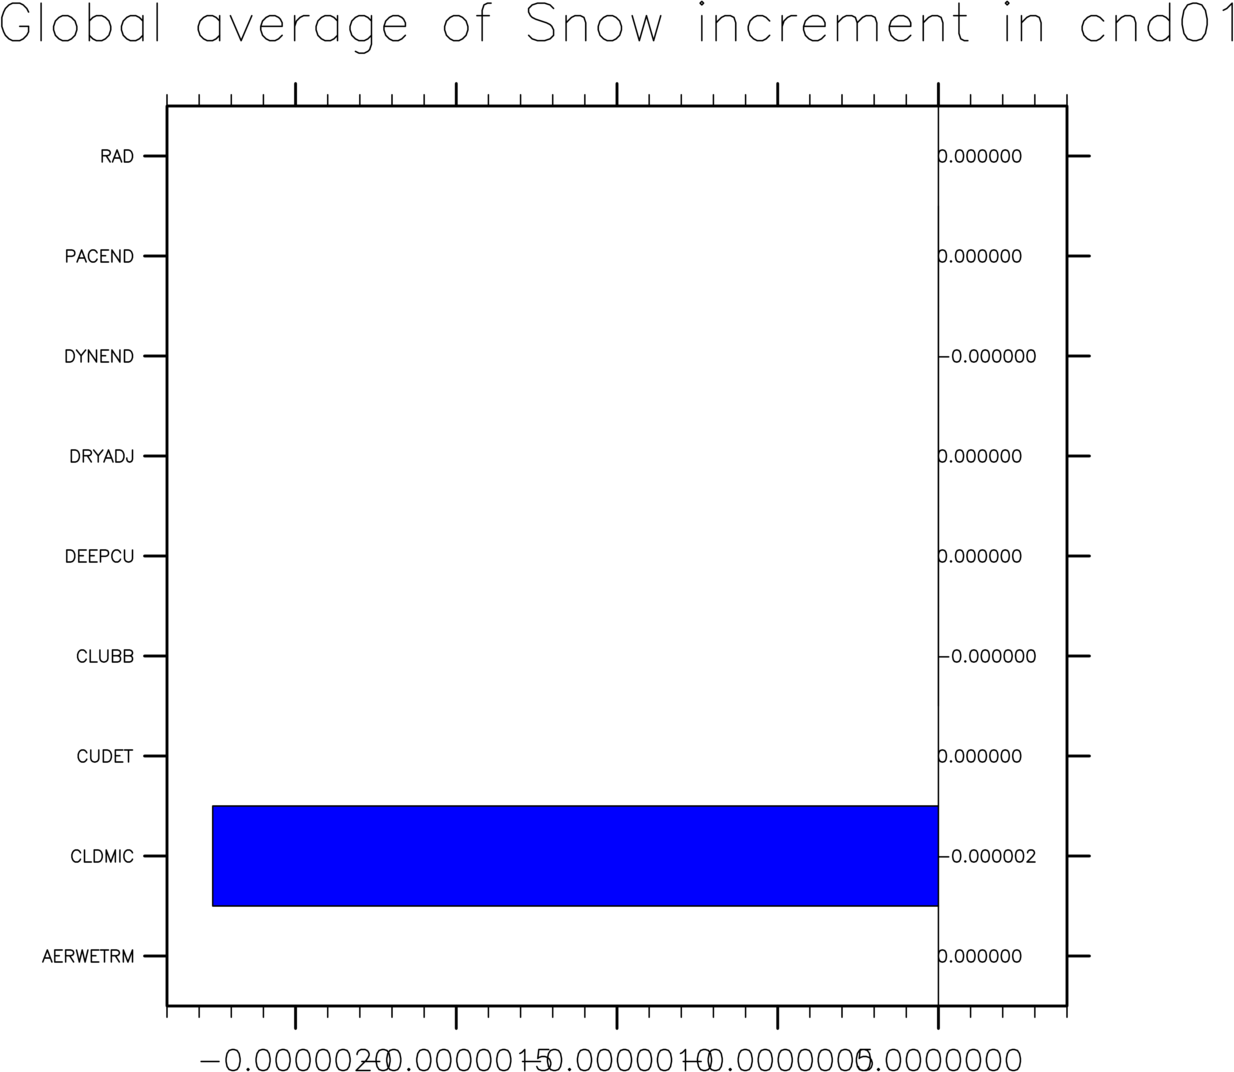 Global average of Snow increment in cnd01
RAD 0.000000
PACEND 0.000000
DYNEND -0.000000
DRYADJ 0.000000
DEEPCU 0.000000
CLUBB -0.000000
CUDET 0.000000
CLDMIC -0.000002
AERWETRM 0.000000
-0.0000020 -0.0000015 -0.0000010 -0.0000005 0.0000000